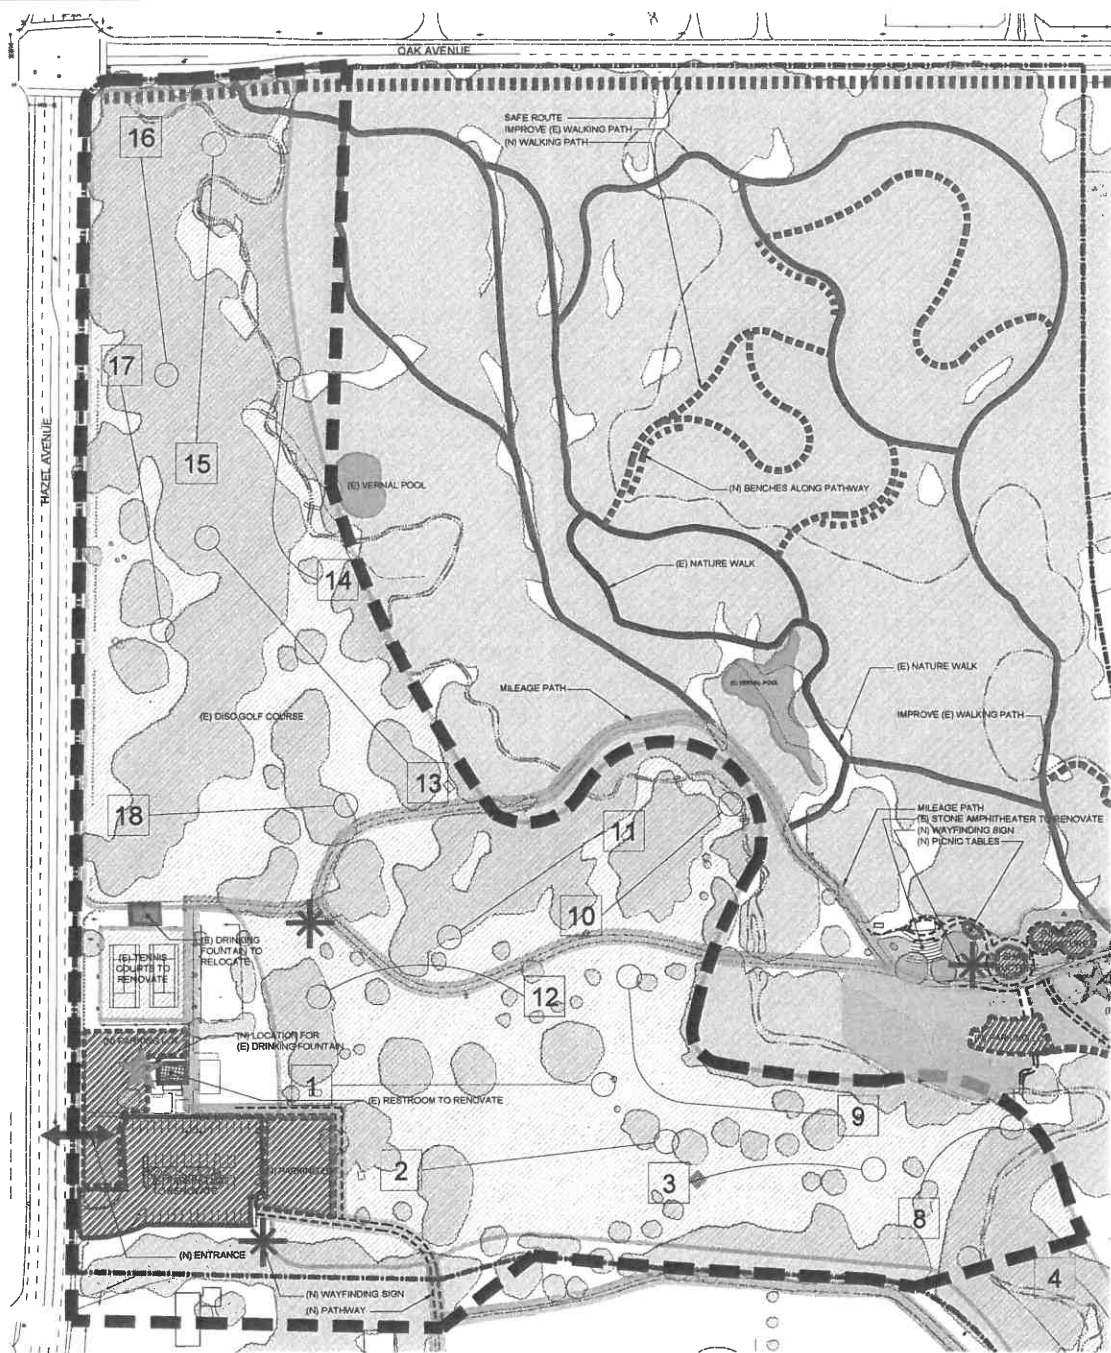 OAK AVENUE
SAFE ROUTE
IMPROVE (E) WALKING PATH
(N) WALKING PATH
16
17
HAZEL AVENUE
15
(E) VERNAL POOL
(N) BENCHES ALONG PATHWAY
14
(E) NATURE WALK
(E) NATURE WALK
(E) VERNAL POOL
MILEAGE PATH
(E) DISC GOLF COURSE
IMPROVE (E) WALKING PATH
13
18
MILEAGE PATH
(E) STONE AMPHITHEATER TO RENOVATE
(N) WAYFINDING SIGN
(N) PICNIC TABLES
11
10
(E) DRINKING
FOUNTAIN TO
RELOCATE
(E) TENNIS
COURTS TO
RENOVATE
12
(N) LOCATION FOR
(E) DRINKING FOUNTAIN
(N) PARKING LOT
1
(E) RESTROOM TO RENOVATE
9
2
3
8
(N) ENTRANCE
4
(N) WAYFINDING SIGN
(N) PATHWAY